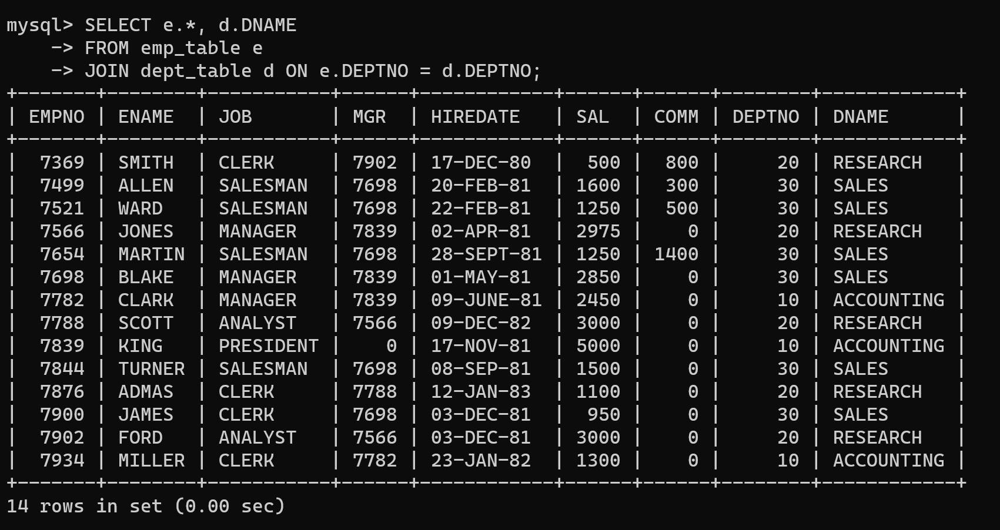 mysql> SELECT e.*, d.DNAME
    -> FROM emp_table e
    -> JOIN dept_table d ON e.DEPTNO = d.DEPTNO;
+-------+--------+-----------+------+------------+------+------+--------+------------+
| EMPNO | ENAME  | JOB       | MGR  | HIREDATE   | SAL  | COMM | DEPTNO | DNAME      |
+-------+--------+-----------+------+------------+------+------+--------+------------+
|  7369 | SMITH  | CLERK     | 7902 | 17-DEC-80  |  500 |  800 |     20 | RESEARCH   |
|  7499 | ALLEN  | SALESMAN  | 7698 | 20-FEB-81  | 1600 |  300 |     30 | SALES      |
|  7521 | WARD   | SALESMAN  | 7698 | 22-FEB-81  | 1250 |  500 |     30 | SALES      |
|  7566 | JONES  | MANAGER   | 7839 | 02-APR-81  | 2975 |    0 |     20 | RESEARCH   |
|  7654 | MARTIN | SALESMAN  | 7698 | 28-SEPT-81 | 1250 | 1400 |     30 | SALES      |
|  7698 | BLAKE  | MANAGER   | 7839 | 01-MAY-81  | 2850 |    0 |     30 | SALES      |
|  7782 | CLARK  | MANAGER   | 7839 | 09-JUNE-81 | 2450 |    0 |     10 | ACCOUNTING |
|  7788 | SCOTT  | ANALYST   | 7566 | 09-DEC-82  | 3000 |    0 |     20 | RESEARCH   |
|  7839 | KING   | PRESIDENT |    0 | 17-NOV-81  | 5000 |    0 |     10 | ACCOUNTING |
|  7844 | TURNER | SALESMAN  | 7698 | 08-SEP-81  | 1500 |    0 |     30 | SALES      |
|  7876 | ADMAS  | CLERK     | 7788 | 12-JAN-83  | 1100 |    0 |     20 | RESEARCH   |
|  7900 | JAMES  | CLERK     | 7698 | 03-DEC-81  |  950 |    0 |     30 | SALES      |
|  7902 | FORD   | ANALYST   | 7566 | 03-DEC-81  | 3000 |    0 |     20 | RESEARCH   |
|  7934 | MILLER | CLERK     | 7782 | 23-JAN-82  | 1300 |    0 |     10 | ACCOUNTING |
+-------+--------+-----------+------+------------+------+------+--------+------------+
14 rows in set (0.00 sec)